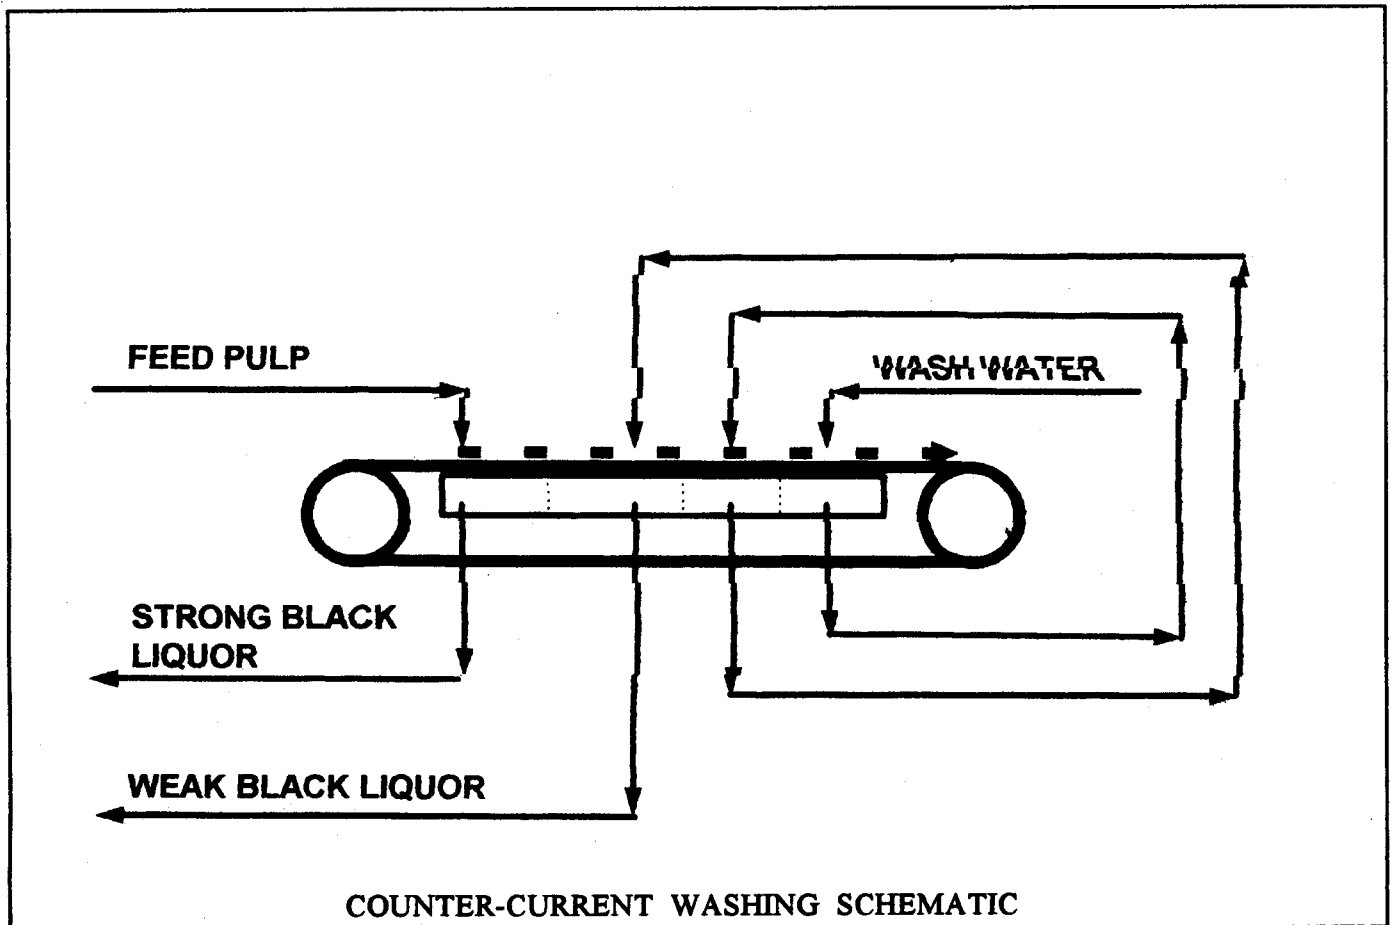 FEED PULP
WASH WATER
STRONG BLACK
LIQUOR
WEAK BLACK LIQUOR
COUNTER-CURRENT WASHING SCHEMATIC